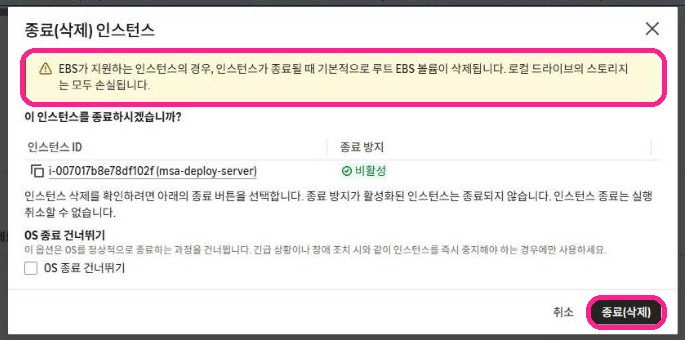 종료(삭제) 인스턴스
EBS가 지원하는 인스턴스의 경우, 인스턴스가 종료될 때 기본적으로 루트 EBS 볼륨이 삭제됩니다. 로컬 드라이브의 스토리지
는 모두 손실됩니다.
이 인스턴스를 종료하시겠습니까?
인스턴스 ID 종료 방지
i-007017b8e78df102f (msa-deploy-server) 비활성
인스턴스 삭제를 확인하려면 아래의 종료 버튼을 선택합니다. 종료 방지가 활성화된 인스턴스는 종료되지 않습니다. 인스턴스 종료는 실행
취소할 수 없습니다.
OS 종료 건너뛰기
이 옵션은 OS를 정상적으로 종료하는 과정을 건너뜁니다. 긴급 상황이나 장애 조치 시와 같이 인스턴스를 즉시 중지해야 하는 경우에만 사용하세요.
OS 종료 건너뛰기
취소 종료(삭제)